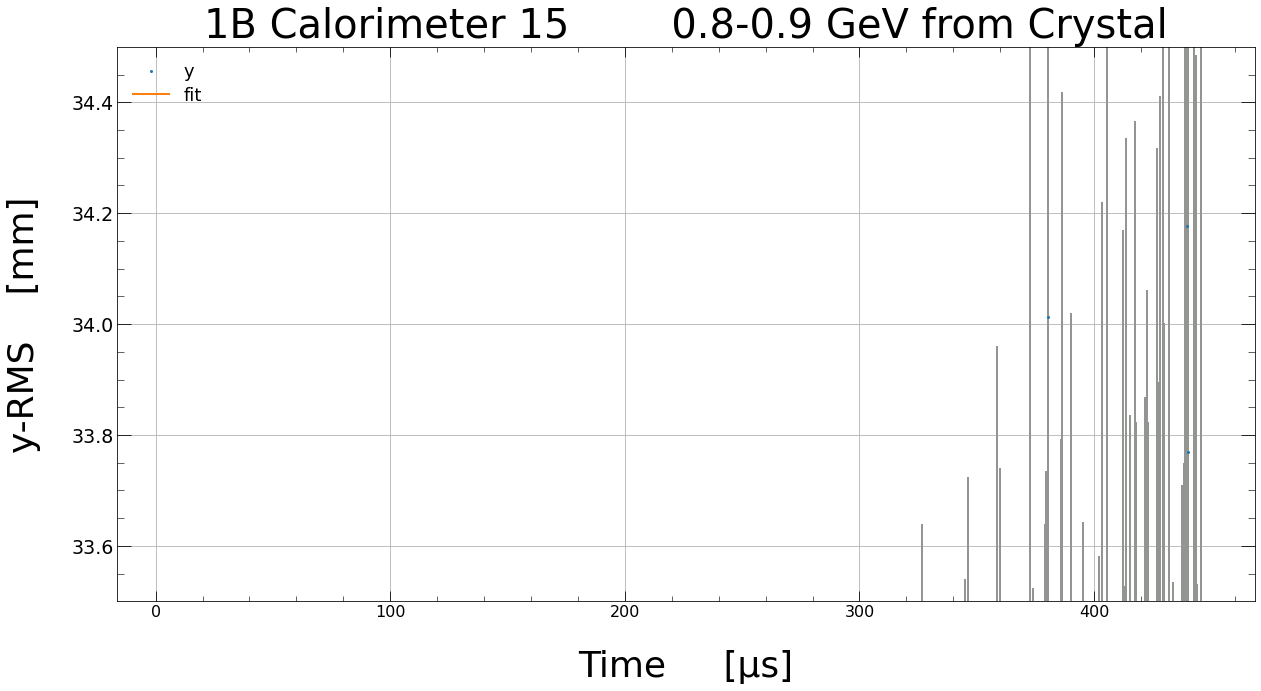 1B Calorimeter 15 0.8-0.9 GeV from Crystal
y
fit
34.4
34.2
34.0
33.8
33.6
y-RMS [mm]
0 100 200 300 400
Time [µs]